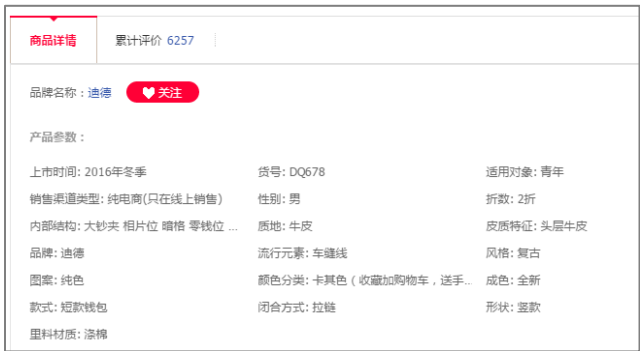 商品详情 累计评价 6257
品牌名称：迪德 关注
产品参数：
上市时间: 2016年冬季 货号: DQ678 适用对象: 青年
销售渠道类型: 纯电商(只在线上销售) 性别: 男 折数: 2折
内部结构: 大钞夹 相片位 暗格 零钱位 ... 质地: 牛皮 皮质特征: 头层牛皮
品牌: 迪德 流行元素: 车缝线 风格: 复古
图案: 纯色 颜色分类: 卡其色（收藏加购物车，送手... 成色: 全新
款式: 短款钱包 闭合方式: 拉链 形状: 竖款
里料材质: 涤棉